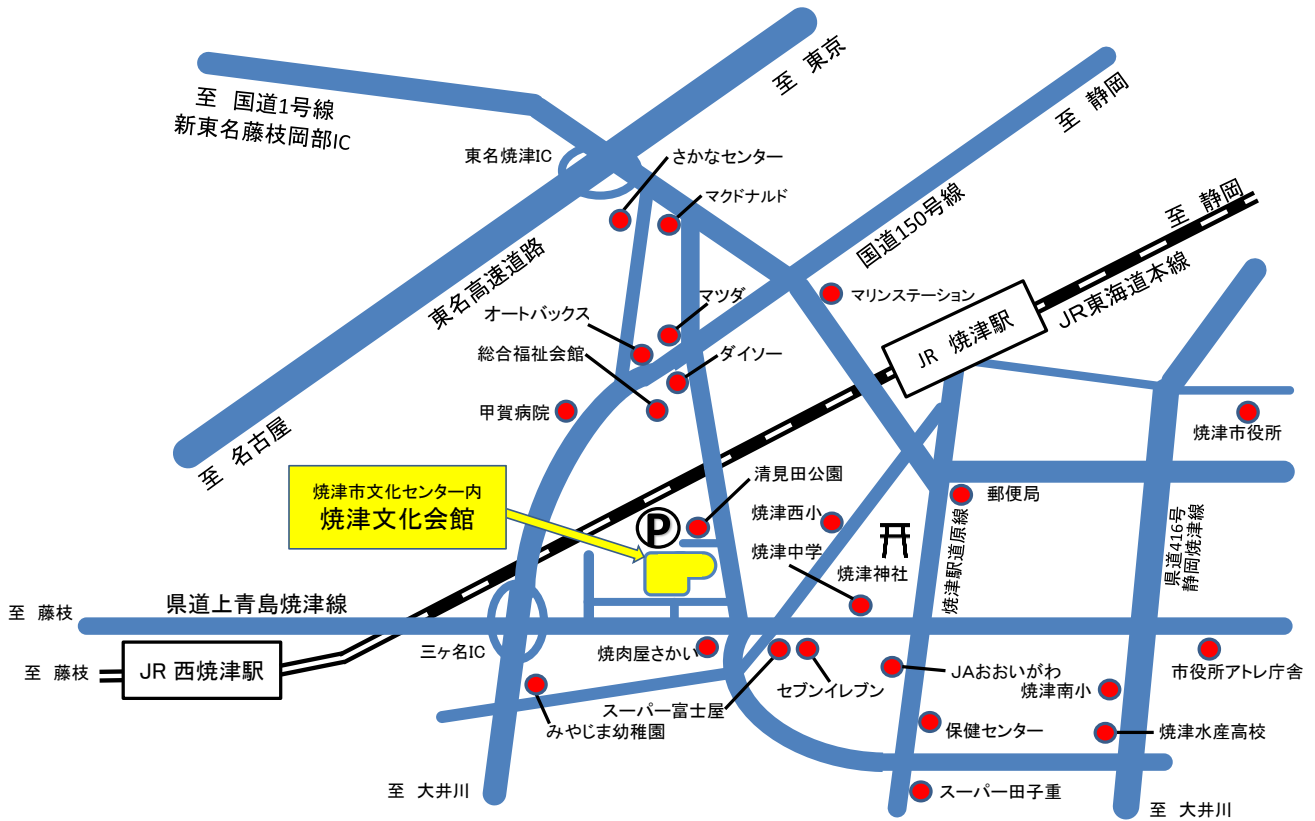 至 東京
至 国道1号線
新東名藤枝岡部IC
至 静岡
東名焼津IC
さかなセンター
マクドナルド
国道150号線
至 静岡
東名高速道路
マツダ
マリンステーション
JR 焼津駅
JR東海道本線
オートバックス
総合福祉会館
ダイソー
甲賀病院
至 名古屋
焼津市役所
焼津市文化センター内
焼津文化会館
P
清見田公園
郵便局
焼津西小
焼津中学
焼津神社
焼津駅道原線
県道416号
静岡焼津線
至 藤枝
県道上青島焼津線
至 藤枝
JR 西焼津駅
三ヶ名IC
焼肉屋さかい
セブンイレブン
JAおおいがわ
市役所アトレ庁舎
焼津南小
スーパー富士屋
みやじま幼稚園
保健センター
焼津水産高校
至 大井川
スーパー田子重
至 大井川